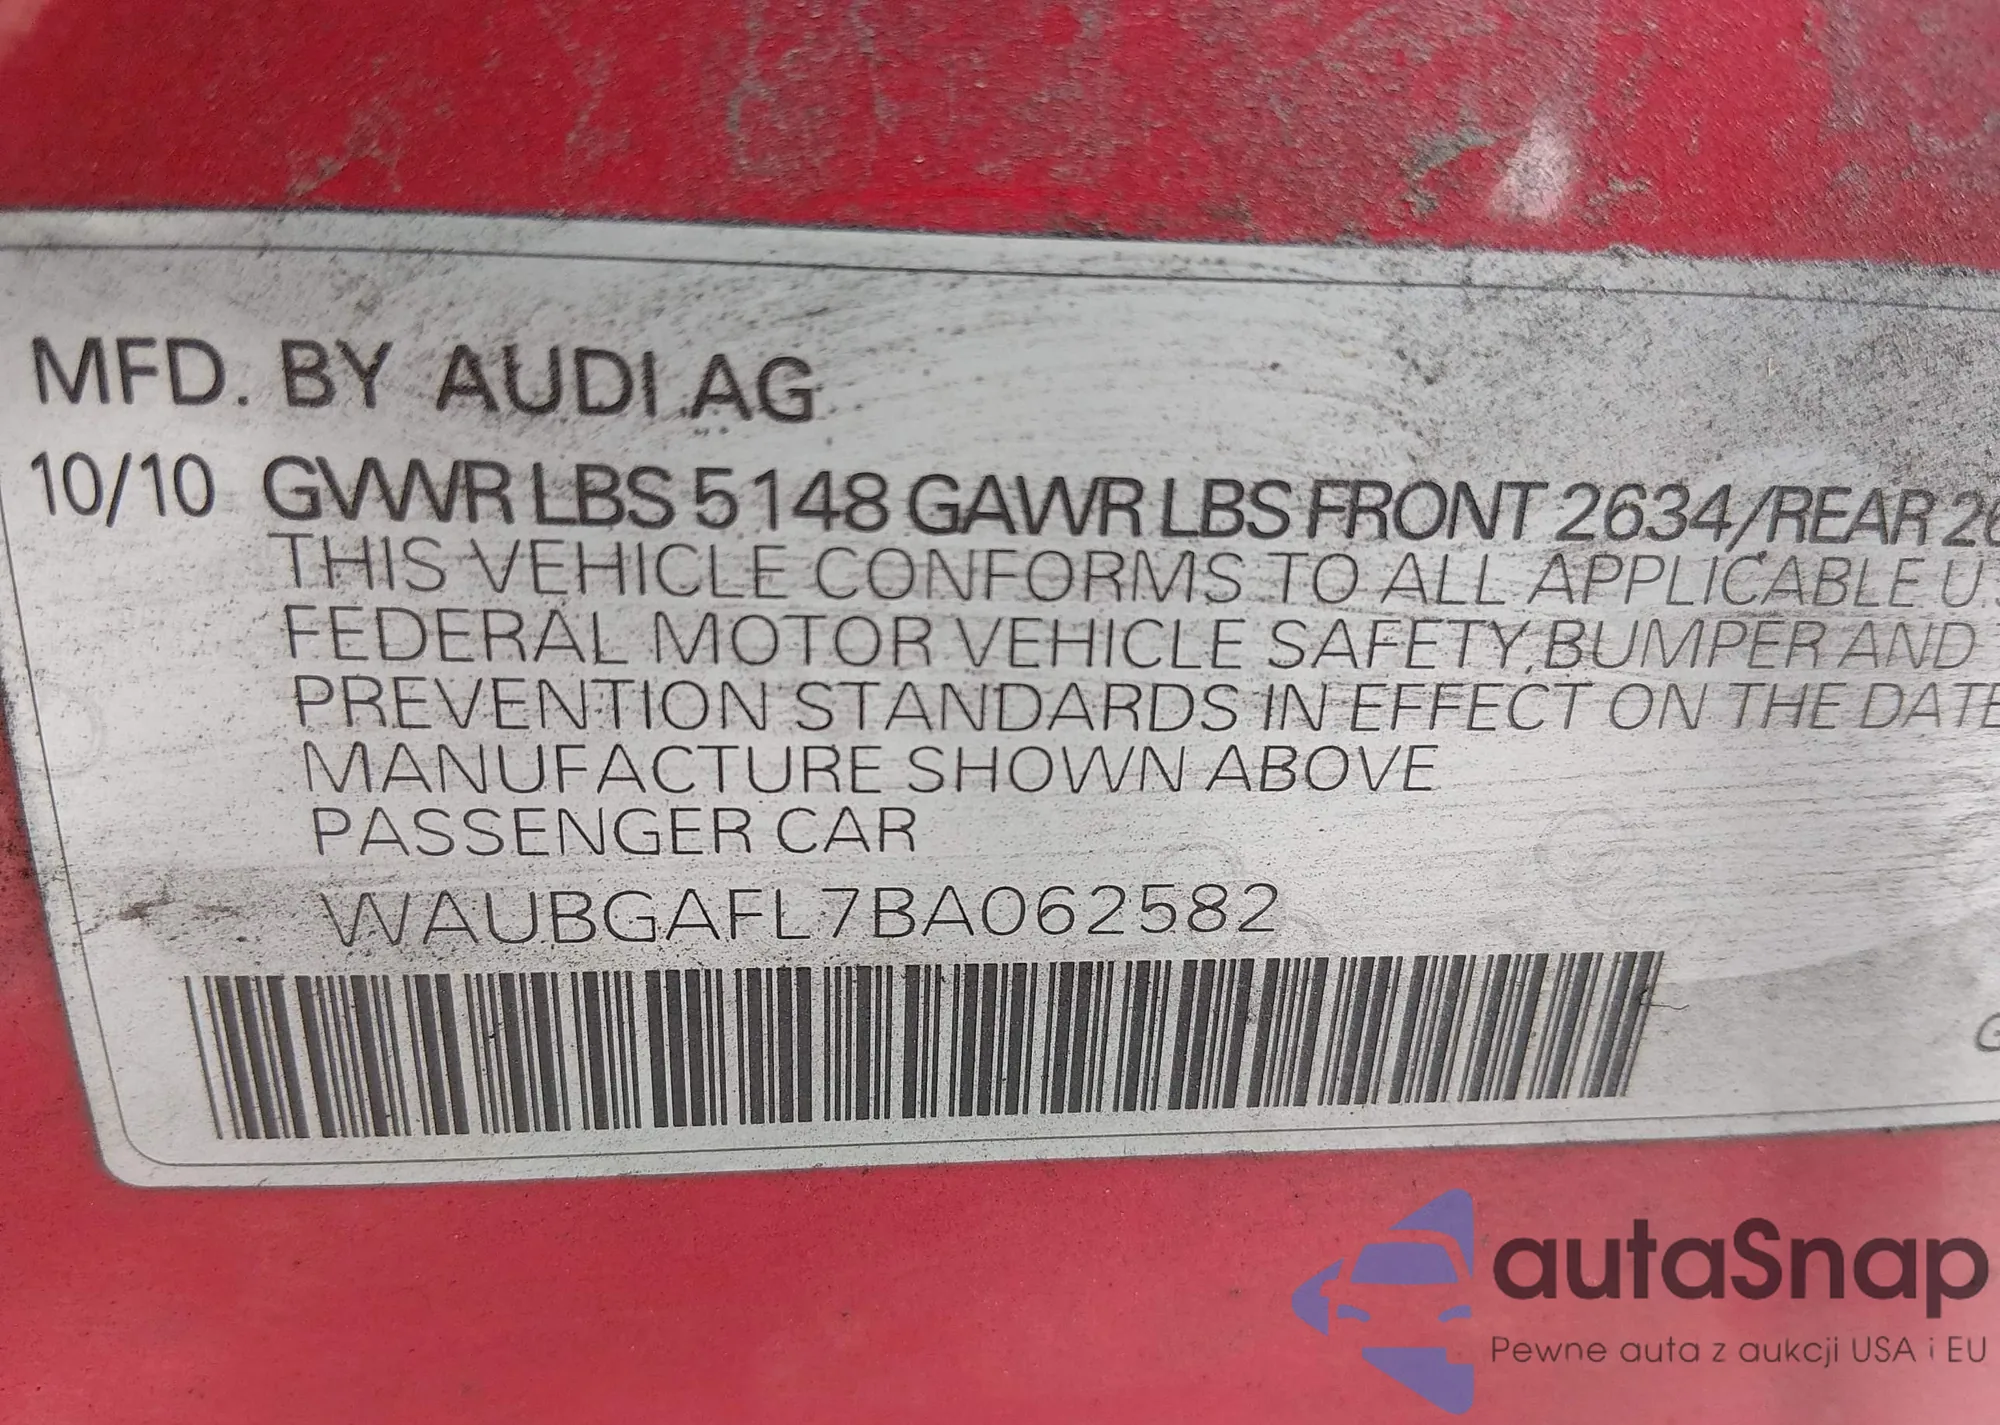 MFD. BY AUDI AG
10/10 GVWR LBS 5148 GAWR LBS FRONT 2634/REAR
THIS VEHICLE CONFORMS TO ALL APPLICABLE
FEDERAL MOTOR VEHICLE SAFETY, BUMPER AND
PREVENTION STANDARDS IN EFFECT ON THE DATE
MANUFACTURE SHOWN ABOVE
PASSENGER CAR
WAUBGAFL7BA062582
autaSnap
Pewne auta z aukcji USA i EU